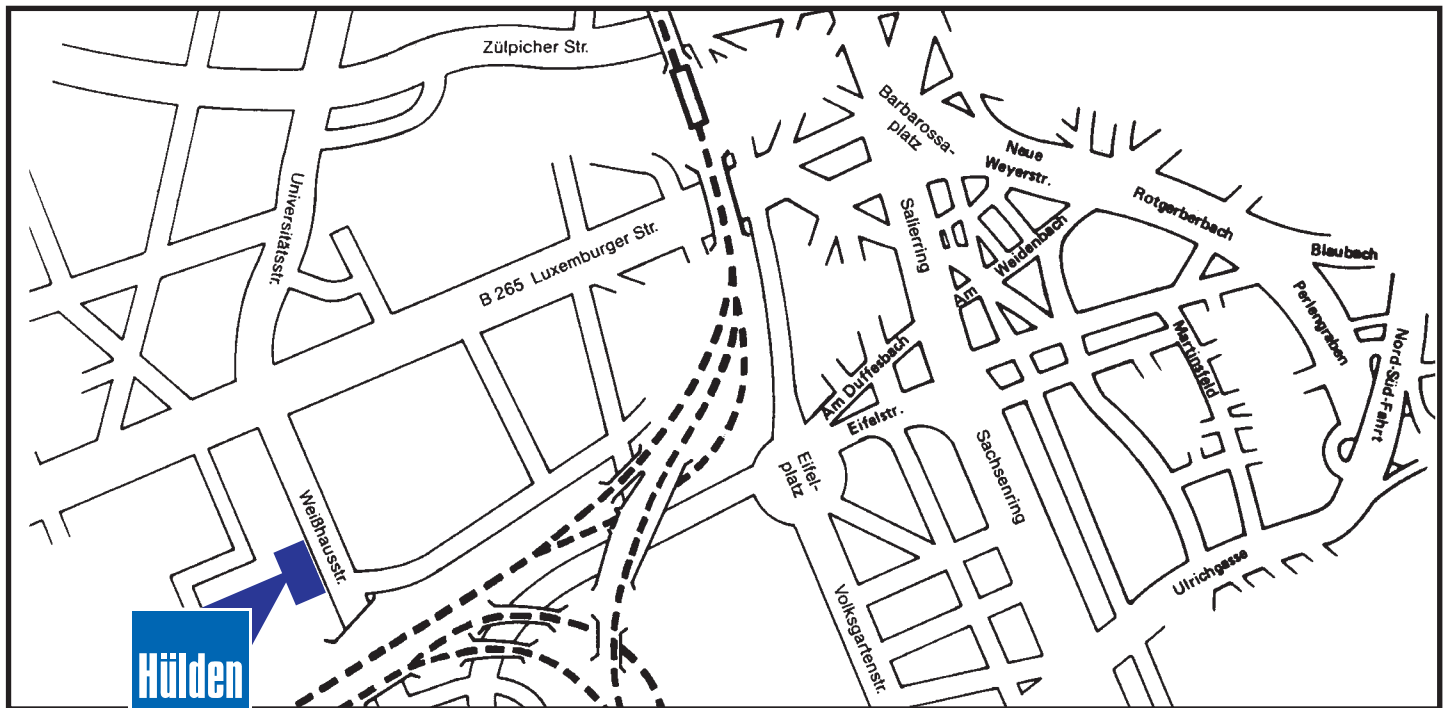 Zülpicher Str.
Barbarossa-
platz
Neue
Weyerstr.
Rotgerberbach
Blaubach
Universitätsstr.
Salierring
Am Weidenbach
B 265 Luxemburger Str.
Perlengraben
Martinsfeld
Nord-Süd-Fahrt
Am Duffesbach
Eifelstr.
Eifel-
platz
Sachsenring
Weißhausstr.
Ulrichgasse
Volksgartenstr.
Hülden